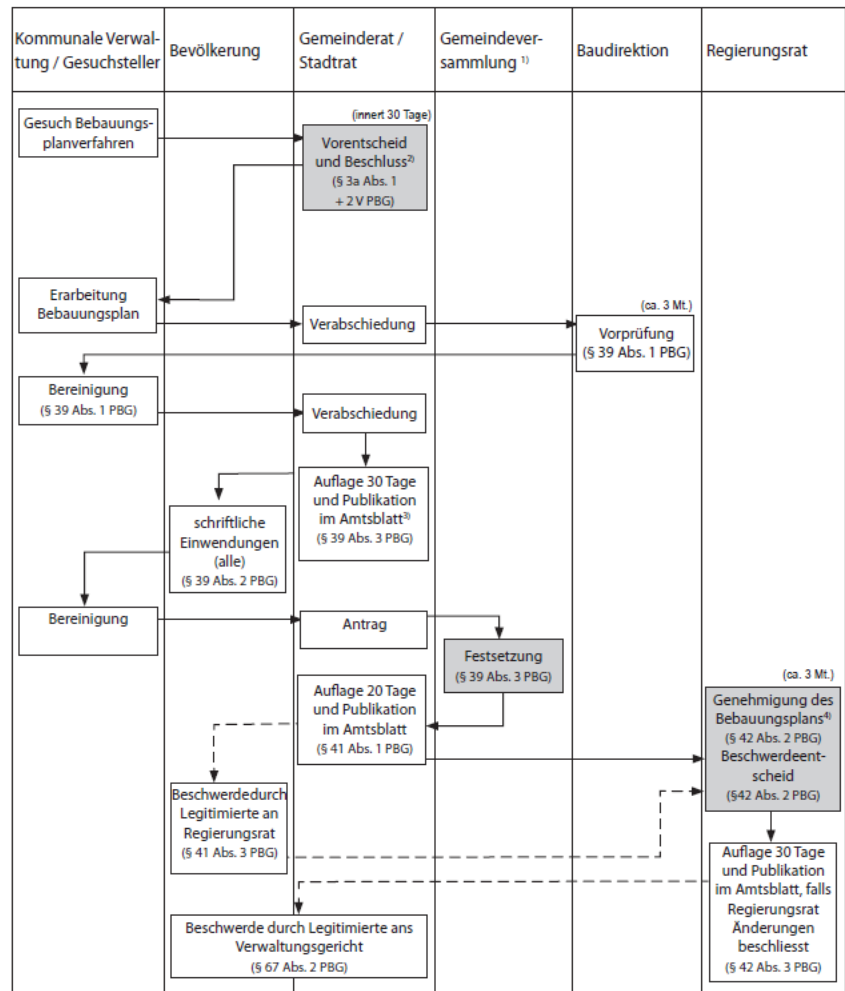 Kommunale Verwal-
tung / Gesuchsteller
Bevölkerung
Gemeinderat /
Stadtrat
Gemeindever-
sammlung 1)
Baudirektion
Regierungsrat
Gesuch Bebauungs-
planverfahren
(innert 30 Tage)
Vorentscheid
und Beschluss2)
(§ 3a Abs. 1
+ 2 V PBG)
Erarbeitung
Bebauungsplan
Verabschiedung
(ca. 3 Mt.)
Vorprüfung
(§ 39 Abs. 1 PBG)
Bereinigung
(§ 39 Abs. 1 PBG)
Verabschiedung
Auflage 30 Tage
und Publikation
im Amtsblatt3)
(§ 39 Abs. 3 PBG)
schriftliche
Einwendungen
(alle)
(§ 39 Abs. 2 PBG)
Bereinigung
Antrag
Festsetzung
(§ 39 Abs. 3 PBG)
Auflage 20 Tage
und Publikation
im Amtsblatt
(§ 41 Abs. 1 PBG)
(ca. 3 Mt.)
Genehmigung des
Bebauungsplans4)
(§ 42 Abs. 2 PBG)
Beschwerdeent-
scheid
(§42 Abs. 2 PBG)
Beschwerdedurch
Legitimierte an
Regierungsrat
(§ 41 Abs. 3 PBG)
Auflage 30 Tage
und Publikation
im Amtsblatt, falls
Regierungsrat
Änderungen
beschliesst
(§ 42 Abs. 3 PBG)
Beschwerde durch Legitimierte ans
Verwaltungsgericht
(§ 67 Abs. 2 PBG)